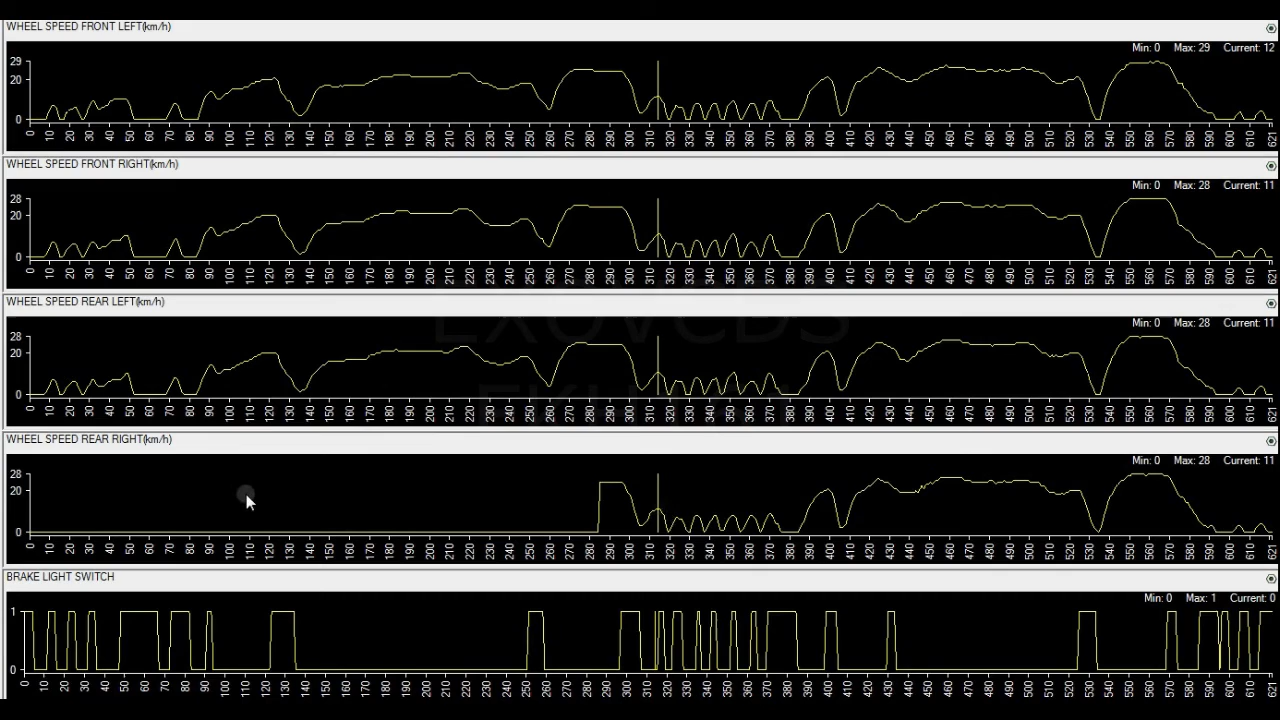 WHEEL SPEED FRONT LEFT(km/h)
Min: 0 Max: 29 Current: 12
29
20
0
0 10 20 30 40 50 60 70 80 90 100 110 120 130 140 150 160 170 180 190 200 210 220 230 240 250 260 270 280 290 300 310 320 330 340 350 360 370 380 390 400 410 420 430 440 450 460 470 480 490 500 510 520 530 540 550 560 570 580 590 600 610 621
WHEEL SPEED FRONT RIGHT(km/h)
Min: 0 Max: 28 Current: 11
28
20
0
0 10 20 30 40 50 60 70 80 90 100 110 120 130 140 150 160 170 180 190 200 210 220 230 240 250 260 270 280 290 300 310 320 330 340 350 360 370 380 390 400 410 420 430 440 450 460 470 480 490 500 510 520 530 540 550 560 570 580 590 600 610 621
WHEEL SPEED REAR LEFT(km/h)
Min: 0 Max: 28 Current: 11
28
20
0
0 10 20 30 40 50 60 70 80 90 100 110 120 130 140 150 160 170 180 190 200 210 220 230 240 250 260 270 280 290 300 310 320 330 340 350 360 370 380 390 400 410 420 430 440 450 460 470 480 490 500 510 520 530 540 550 560 570 580 590 600 610 621
WHEEL SPEED REAR RIGHT(km/h)
Min: 0 Max: 28 Current: 11
28
20
0
0 10 20 30 40 50 60 70 80 90 100 110 120 130 140 150 160 170 180 190 200 210 220 230 240 250 260 270 280 290 300 310 320 330 340 350 360 370 380 390 400 410 420 430 440 450 460 470 480 490 500 510 520 530 540 550 560 570 580 590 600 610 621
BRAKE LIGHT SWITCH
Min: 0 Max: 1 Current: 0
1
0
0 10 20 30 40 50 60 70 80 90 100 110 120 130 140 150 160 170 180 190 200 210 220 230 240 250 260 270 280 290 300 310 320 330 340 350 360 370 380 390 400 410 420 430 440 450 460 470 480 490 500 510 520 530 540 550 560 570 580 590 600 610 621